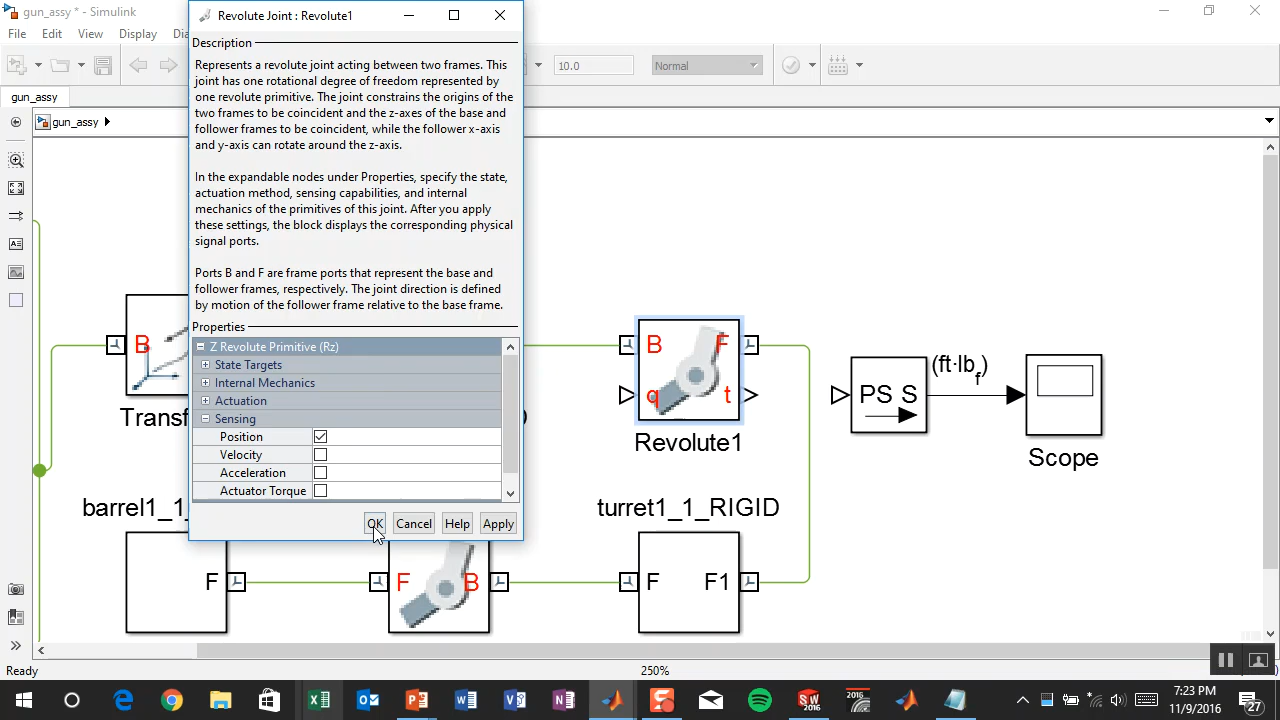 gun_assy * - Simulink
File Edit View Display Dia
10.0
Normal
gun_assy
gun_assy
Revolute Joint : Revolute1
Description
Represents a revolute joint acting between two frames. This
joint has one rotational degree of freedom represented by
one revolute primitive. The joint constrains the origins of the
two frames to be coincident and the z-axes of the base and
follower frames to be coincident, while the follower x-axis
and y-axis can rotate around the z-axis.
In the expandable nodes under Properties, specify the state,
actuation method, sensing capabilities, and internal
mechanics of the primitives of this joint. After you apply
these settings, the block displays the corresponding physical
signal ports.
Ports B and F are frame ports that represent the base and
follower frames, respectively. The joint direction is defined
by motion of the follower frame relative to the base frame.
Properties
Z Revolute Primitive (Rz)
State Targets
Internal Mechanics
Actuation
Sensing
Position
Velocity
Acceleration
Actuator Torque
OK Cancel Help Apply
B
Transf
B F
q t
Revolute1
PS S
(ft·lbf)
Scope
barrel1_1_
F
F B
turret1_1_RIGID
F F1
Ready
250%
7:23 PM
11/9/2016
27